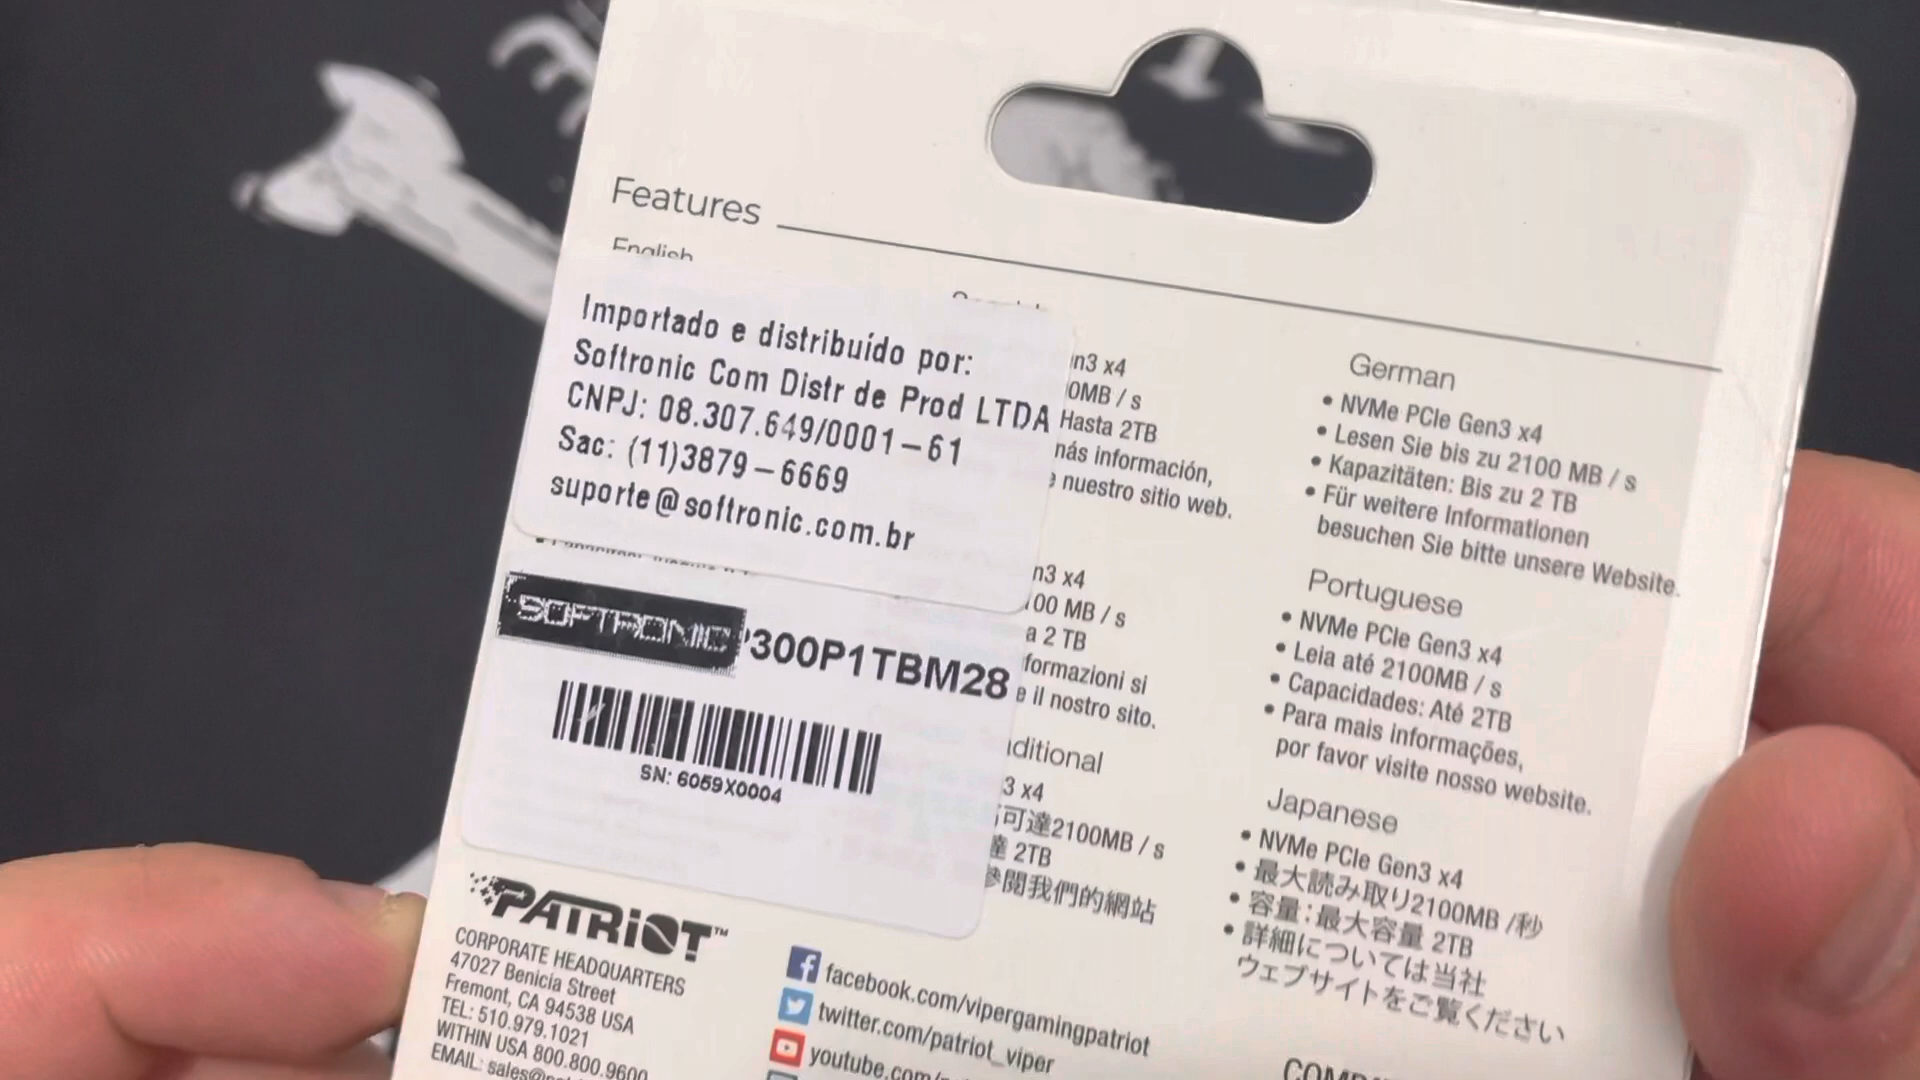 Features
English
Importado e distribuído por:
Softronic Com Distr de Prod LTDA
CNPJ: 08.307.649/0001-61
Sac: (11)3879-6669
suporte@softronic.com.br
SOFTRONIC
300P1TBM28
SN: 6059X0004
n3 x4
0MB / s
Hasta 2TB
más información,
nuestro sitio web.
n3 x4
00 MB / s
a 2 TB
formazioni si
e il nostro sito.
aditional
3 x4
可達2100MB / s
達 2TB
參閱我們的網站
German
• NVMe PCIe Gen3 x4
• Lesen Sie bis zu 2100 MB / s
• Kapazitäten: Bis zu 2 TB
• Für weitere Informationen
besuchen Sie bitte unsere Website.
Portuguese
• NVMe PCIe Gen3 x4
• Leia até 2100MB / s
• Capacidades: Até 2TB
• Para mais informações,
por favor visite nosso website.
Japanese
• NVMe PCIe Gen3 x4
• 最大読み取り2100MB /秒
• 容量:最大容量 2TB
• 詳細については当社
ウェブサイトをご覧ください
PATRiOT™
CORPORATE HEADQUARTERS
47027 Benicia Street
Fremont, CA 94538 USA
TEL: 510.979.1021
WITHIN USA 800.800.9600
EMAIL:
facebook.com/vipergamingpatriot
twitter.com/patriot_viper